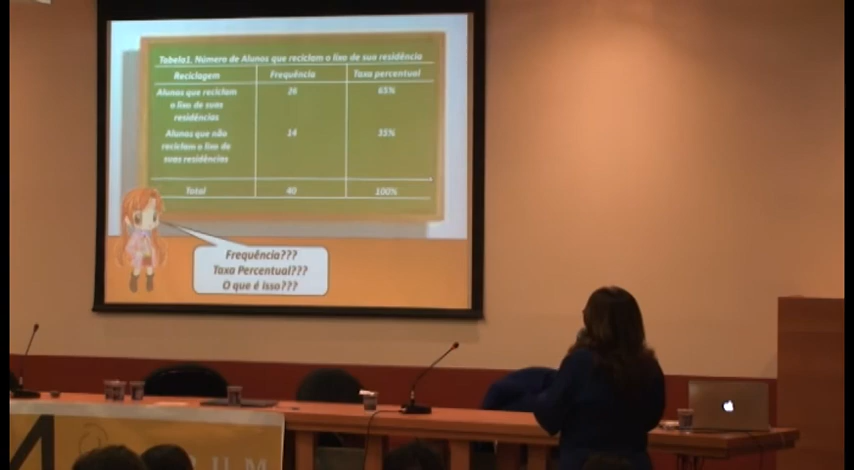 Tabela1. Número de Alunos que reciclam o lixo de sua residência
Reciclagem Frequência Taxa percentual
Alunos que reciclam o lixo de suas residências 26 65%
Alunos que não reciclam o lixo de suas residências 14 35%
Total 40 100%
Frequência???
Taxa Percentual???
O que é isso???